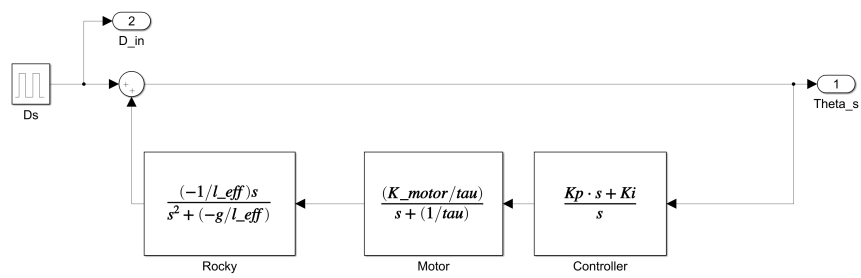 2
D_in
Ds
+
+
1
Theta_s
(-1/l_eff)s
s² + (-g/l_eff)
Rocky
(K_motor/tau)
s + (1/tau)
Motor
Kp · s + Ki
s
Controller